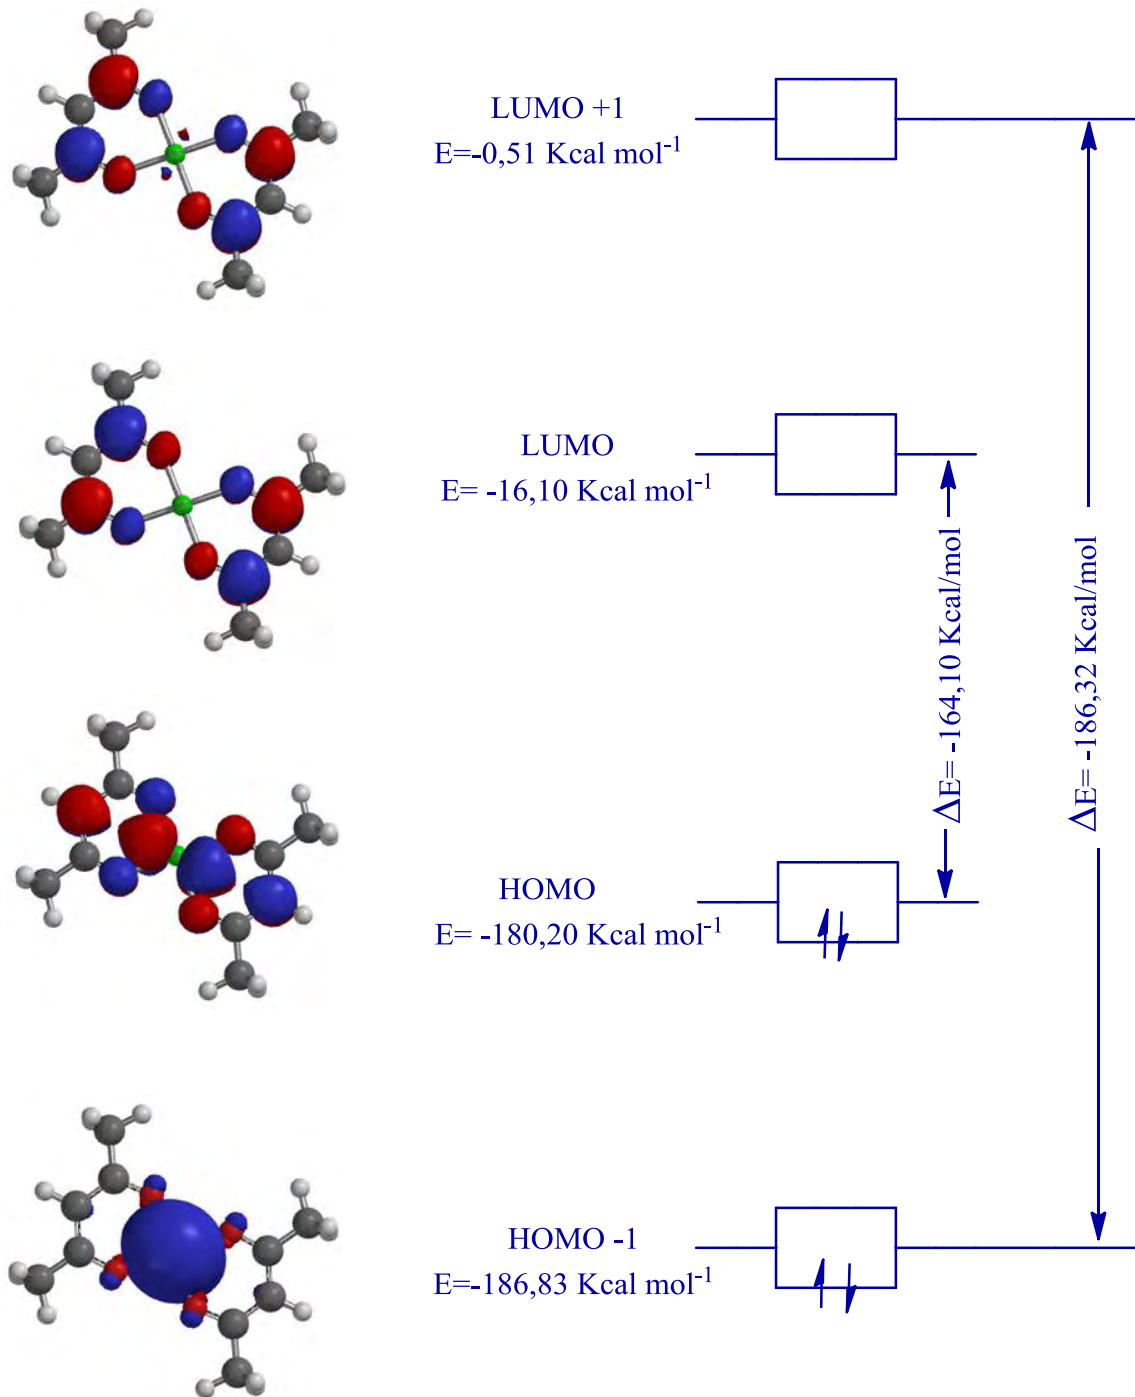 LUMO +1
E=-0,51 Kcal mol⁻¹
LUMO
E= -16,10 Kcal mol⁻¹
ΔE= -164,10 Kcal/mol
ΔE= -186,32 Kcal/mol
HOMO
E= -180,20 Kcal mol⁻¹
HOMO -1
E=-186,83 Kcal mol⁻¹